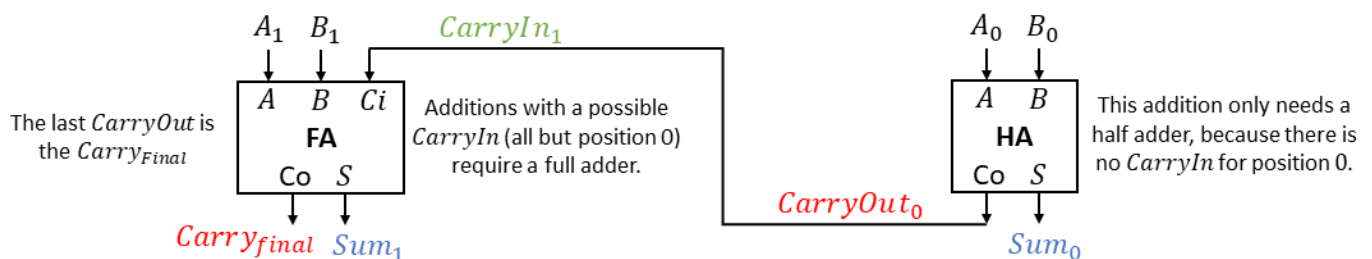 A₁ B₁ CarryIn₁ A₀ B₀
A B Ci
FA
Co S
The last CarryOut is
the Carry_Final
Additions with a possible
CarryIn (all but position 0)
require a full adder.
A B
HA
Co S
This addition only needs a
half adder, because there is
no CarryIn for position 0.
CarryOut₀
Carry_final Sum₁ Sum₀